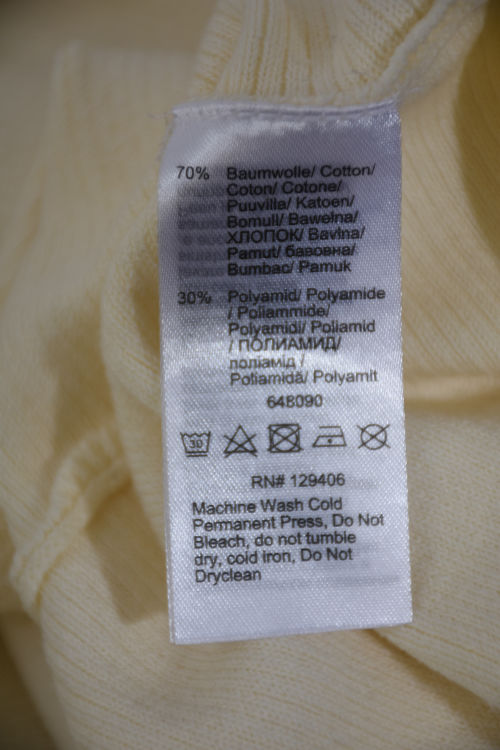 70% Baumwolle/ Cotton/
Coton/ Cotone/
Puuvilla/ Katoen/
Bomull/ Bawełna/
ХЛОПОК/ Bavlna/
Pamut/ бавовна/
Bumbac/ Pamuk
30% Polyamid/ Polyamide
/ Poliammide/
Polyamidi/ Poliamid
/ ПОЛИАМИД/
поліамід /
Poliamidă/ Polyamit
648090
30
RN# 129406
Machine Wash Cold
Permanent Press, Do Not
Bleach, do not tumble
dry, cold iron, Do Not
Dryclean